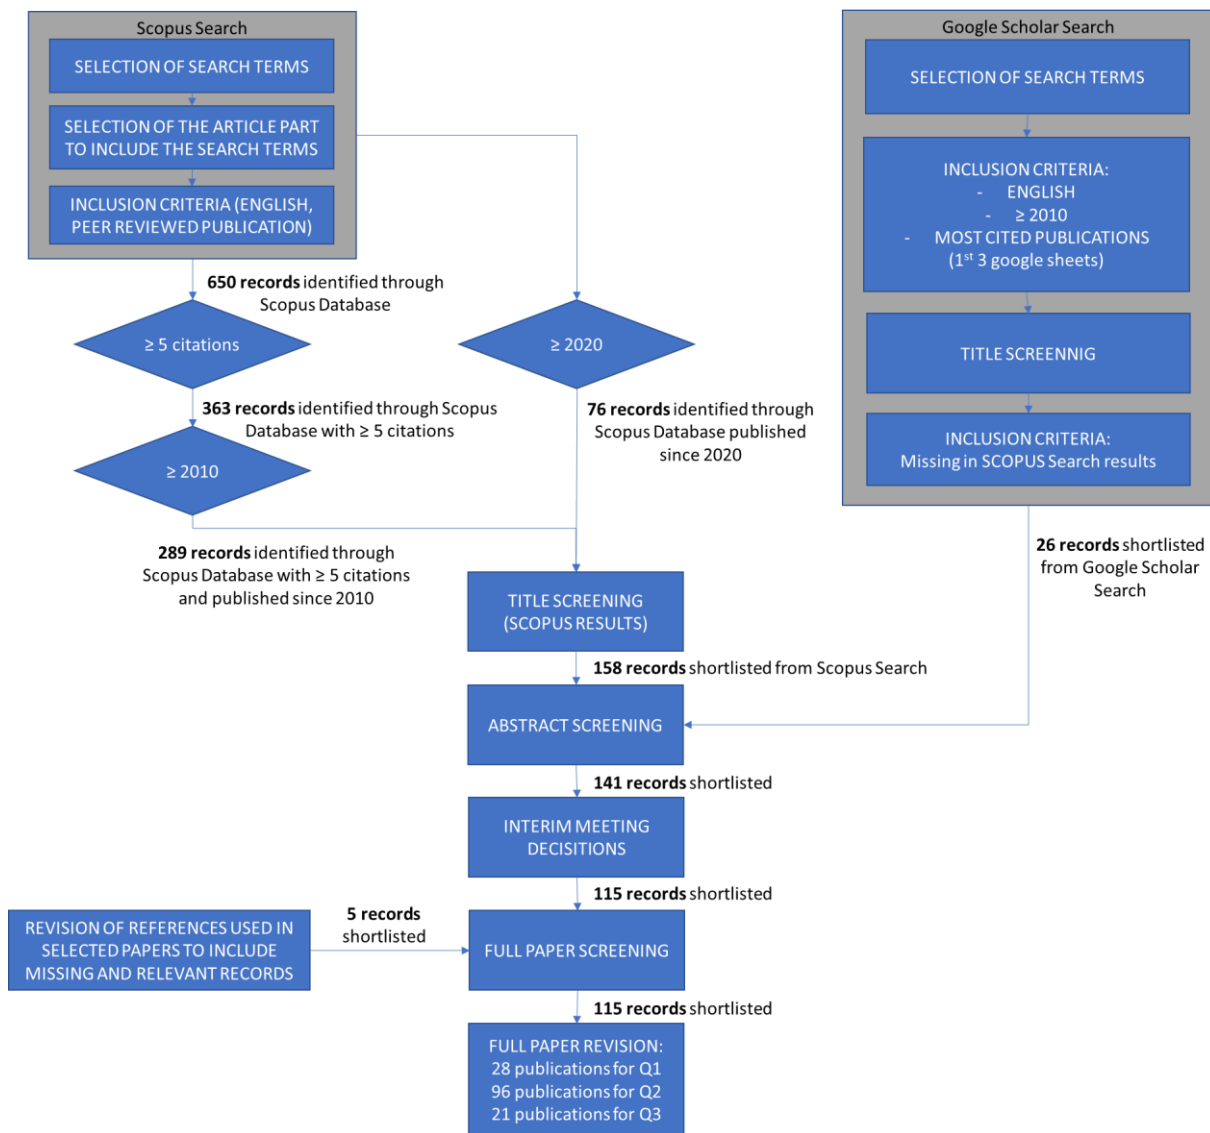 Scopus Search
SELECTION OF SEARCH TERMS
SELECTION OF THE ARTICLE PART
TO INCLUDE THE SEARCH TERMS
INCLUSION CRITERIA (ENGLISH,
PEER REVIEWED PUBLICATION)
650 records identified through
Scopus Database
≥ 5 citations
363 records identified through Scopus
Database with ≥ 5 citations
≥ 2010
289 records identified through
Scopus Database with ≥ 5 citations
and published since 2010
≥ 2020
76 records identified through
Scopus Database published
since 2020
Google Scholar Search
SELECTION OF SEARCH TERMS
INCLUSION CRITERIA:
- ENGLISH
- ≥ 2010
- MOST CITED PUBLICATIONS
(1st 3 google sheets)
TITLE SCREENNIG
INCLUSION CRITERIA:
Missing in SCOPUS Search results
26 records shortlisted
from Google Scholar
Search
TITLE SCREENING
(SCOPUS RESULTS)
158 records shortlisted from Scopus Search
ABSTRACT SCREENING
141 records shortlisted
INTERIM MEETING
DECISITIONS
115 records shortlisted
REVISION OF REFERENCES USED IN
SELECTED PAPERS TO INCLUDE
MISSING AND RELEVANT RECORDS
5 records
shortlisted
FULL PAPER SCREENING
115 records shortlisted
FULL PAPER REVISION:
28 publications for Q1
96 publications for Q2
21 publications for Q3